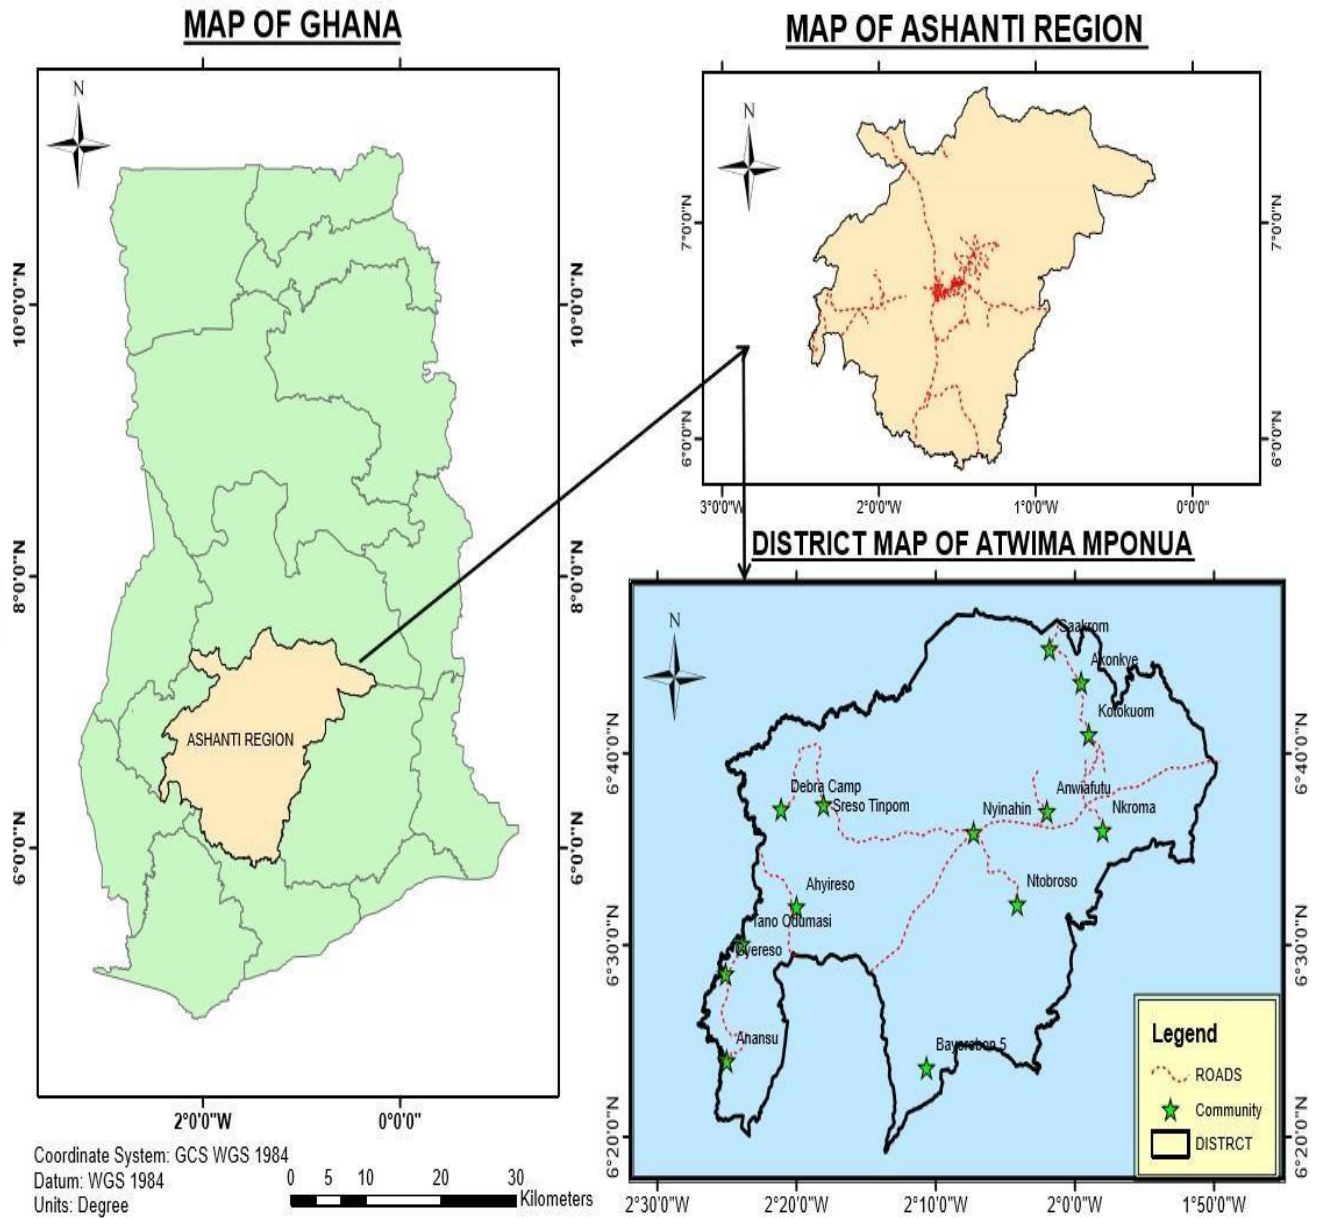 MAP OF GHANA
N
10°0'0"N
8°0'0"N
6°0'0"N
10°0'0"N
8°0'0"N
6°0'0"N
ASHANTI REGION
2°0'0"W
0°0'0"
Coordinate System: GCS WGS 1984
Datum: WGS 1984
Units: Degree
0 5 10 20 30
Kilometers
MAP OF ASHANTI REGION
N
7°0'0"N
6°0'0"N
7°0'0"N
6°0'0"N
3°0'0"W
2°0'0"W
1°0'0"W
0°0'0"
DISTRICT MAP OF ATWIMA MPONUA
N
6°40'0"N
6°30'0"N
6°20'0"N
6°40'0"N
6°30'0"N
6°20'0"N
Saakrom
Akonkye
Kotokuom
Debra Camp
Sreso Tinpom
Nyinahin
Anwiafutu
Nkroma
Ahyireso
Ntobroso
Tano Odumasi
Gyereso
Anansu
5
Legend
ROADS
Community
DISTRCT
2°30'0"W
2°20'0"W
2°10'0"W
2°0'0"W
1°50'0"W